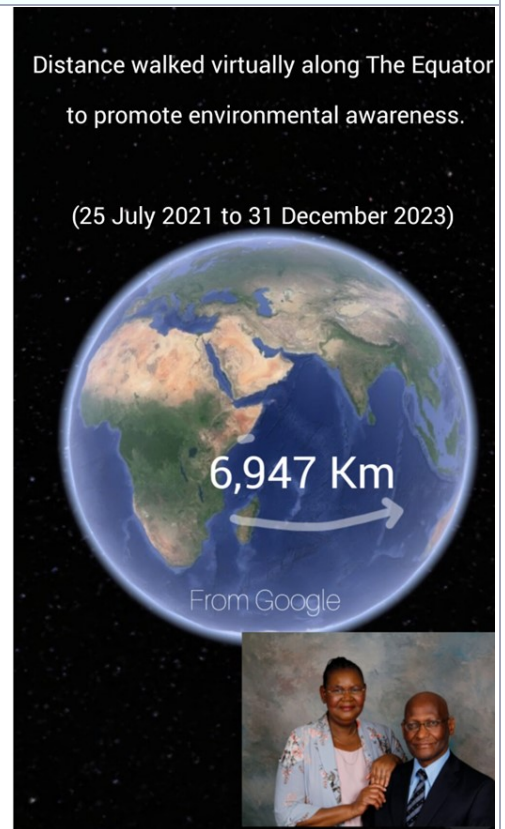 Distance walked virtually along The Equator
to promote environmental awareness.
(25 July 2021 to 31 December 2023)
6,947 Km
From Google